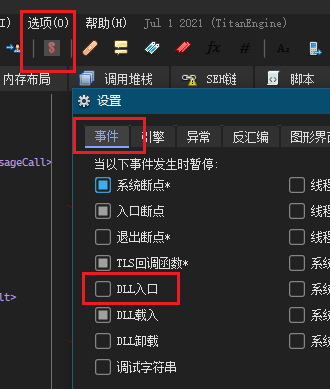 I)
选项(O)
帮助(H)
Jul 1 2021 (TitanEngine)
S
fx
#
A₂
内存布局
调用堆栈
SEH链
脚本
设置
sageCall>
事件
引擎
异常
反汇编
图形界
当以下事件发生时暂停:
系统断点*
线程
入口断点
线程
退出断点*
系统
TLS回调函数*
系统
DLL入口
系统
lt>
DLL载入
系统
DLL卸载
系统
调试字符串